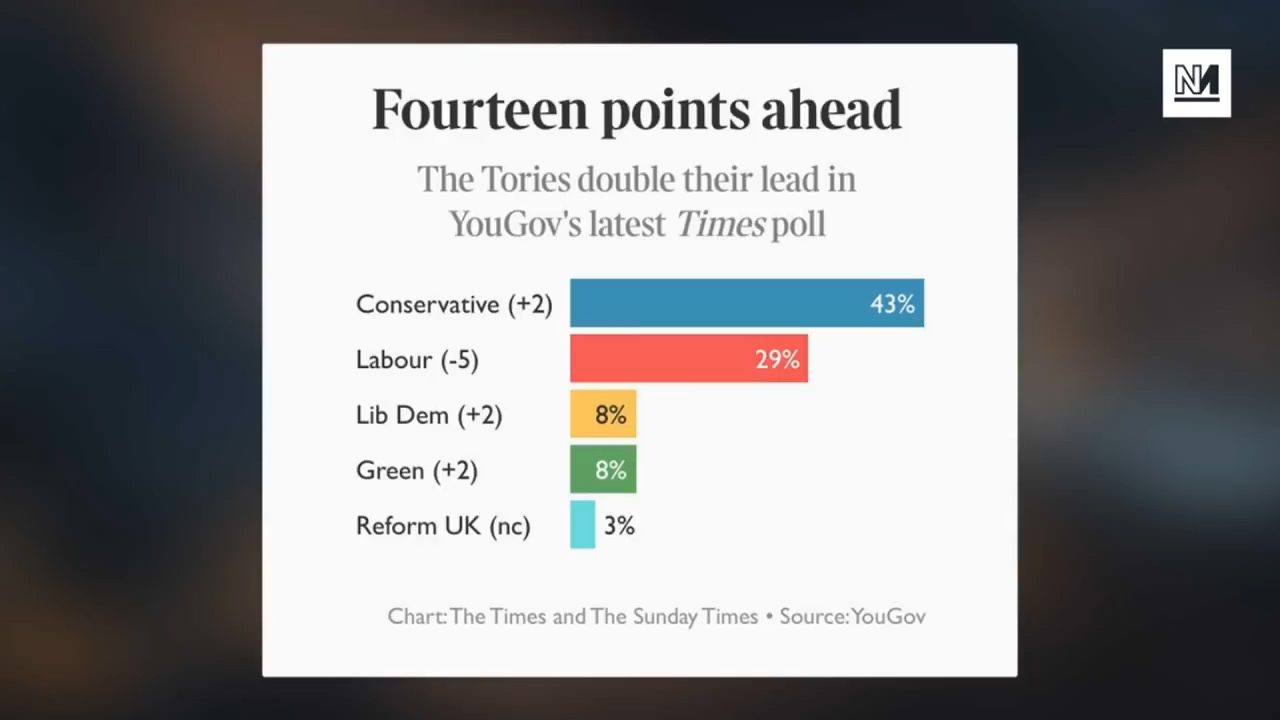 Fourteen points ahead
The Tories double their lead in
YouGov's latest Times poll
Conservative (+2) 43%
Labour (-5) 29%
Lib Dem (+2) 8%
Green (+2) 8%
Reform UK (nc) 3%
Chart: The Times and The Sunday Times • Source: YouGov
NM